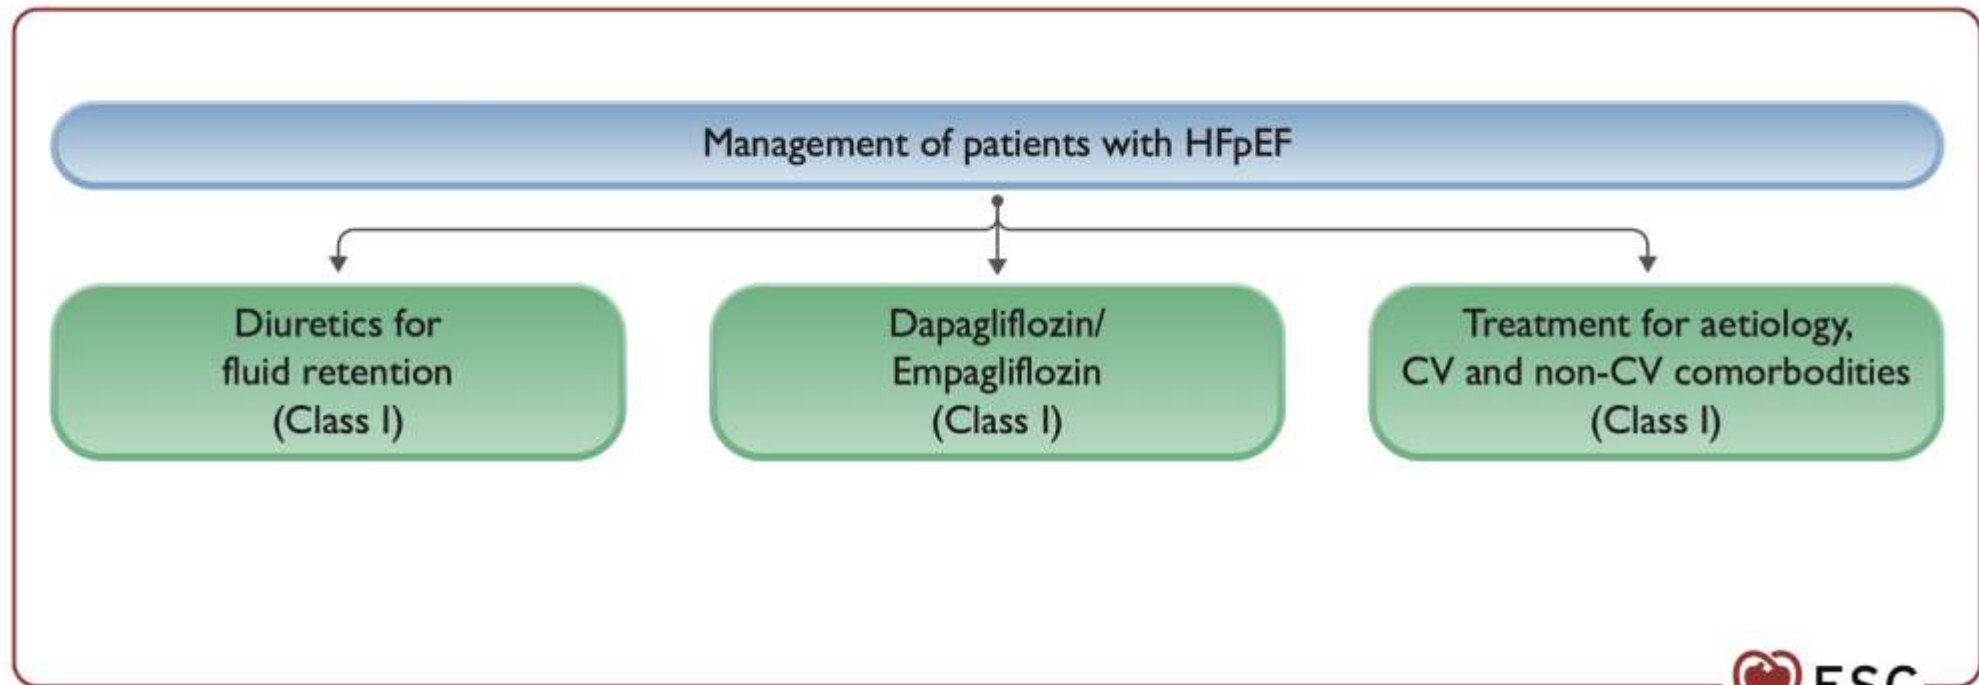 Management of patients with HFpEF
Diuretics for
fluid retention
(Class I)
Dapagliflozin/
Empagliflozin
(Class I)
Treatment for aetiology,
CV and non-CV comorbodities
(Class I)
ESC